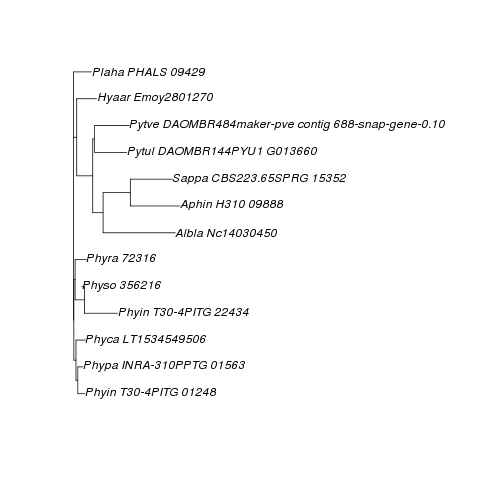 Plaha PHALS 09429
Hyaar Emoy2801270
Pytve DAOMBR484maker-pve contig 688-snap-gene-0.10
Pytul DAOMBR144PYU1 G013660
Sappa CBS223.65SPRG 15352
Aphin H310 09888
Albla Nc14030450
Phyra 72316
Physo 356216
Phyin T30-4PITG 22434
Phyca LT1534549506
Phypa INRA-310PPTG 01563
Phyin T30-4PITG 01248